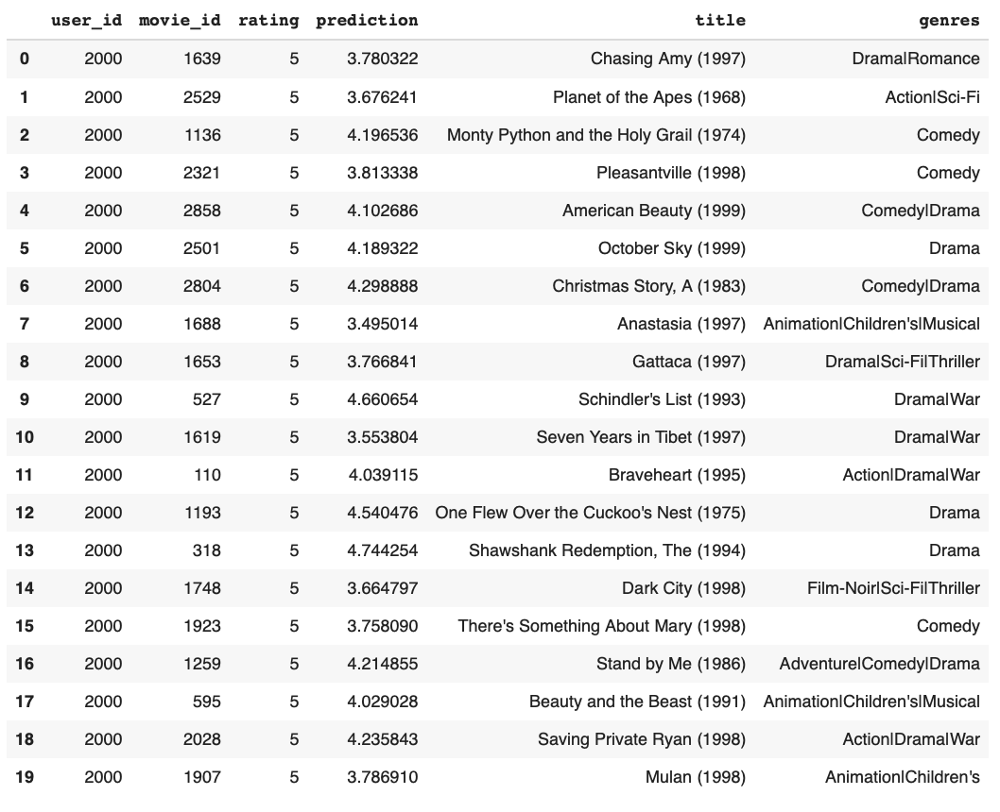 user_id movie_id rating prediction title genres
0 2000 1639 5 3.780322 Chasing Amy (1997) Drama|Romance
1 2000 2529 5 3.676241 Planet of the Apes (1968) Action|Sci-Fi
2 2000 1136 5 4.196536 Monty Python and the Holy Grail (1974) Comedy
3 2000 2321 5 3.813338 Pleasantville (1998) Comedy
4 2000 2858 5 4.102686 American Beauty (1999) Comedy|Drama
5 2000 2501 5 4.189322 October Sky (1999) Drama
6 2000 2804 5 4.298888 Christmas Story, A (1983) Comedy|Drama
7 2000 1688 5 3.495014 Anastasia (1997) Animation|Children's|Musical
8 2000 1653 5 3.766841 Gattaca (1997) Drama|Sci-Fi|Thriller
9 2000 527 5 4.660654 Schindler's List (1993) Drama|War
10 2000 1619 5 3.553804 Seven Years in Tibet (1997) Drama|War
11 2000 110 5 4.039115 Braveheart (1995) Action|Drama|War
12 2000 1193 5 4.540476 One Flew Over the Cuckoo's Nest (1975) Drama
13 2000 318 5 4.744254 Shawshank Redemption, The (1994) Drama
14 2000 1748 5 3.664797 Dark City (1998) Film-Noir|Sci-Fi|Thriller
15 2000 1923 5 3.758090 There's Something About Mary (1998) Comedy
16 2000 1259 5 4.214855 Stand by Me (1986) Adventure|Comedy|Drama
17 2000 595 5 4.029028 Beauty and the Beast (1991) Animation|Children's|Musical
18 2000 2028 5 4.235843 Saving Private Ryan (1998) Action|Drama|War
19 2000 1907 5 3.786910 Mulan (1998) Animation|Children's